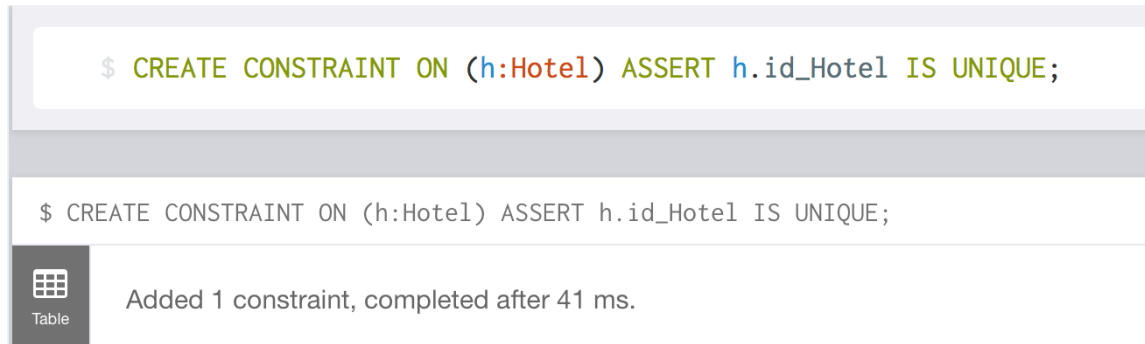 $ CREATE CONSTRAINT ON (h:Hotel) ASSERT h.id_Hotel IS UNIQUE;
$ CREATE CONSTRAINT ON (h:Hotel) ASSERT h.id_Hotel IS UNIQUE;
Added 1 constraint, completed after 41 ms.
Table